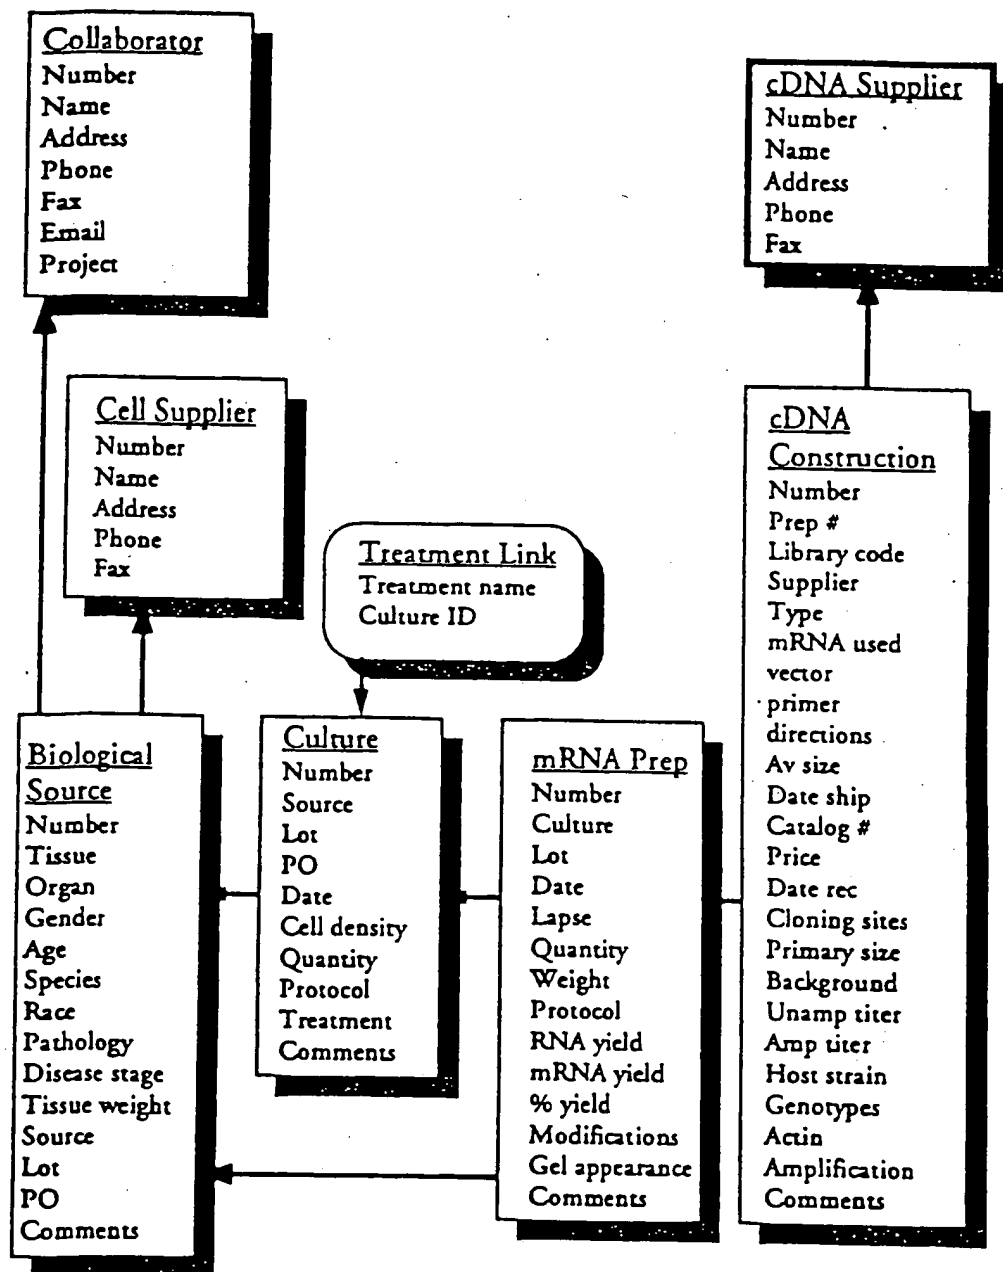 Collaborator
Number
Name
Address
Phone
Fax
Email
Project
cDNA Supplier
Number
Name
Address
Phone
Fax
Cell Supplier
Number
Name
Address
Phone
Fax
Treatment Link
Treatment name
Culture ID
Biological
Source
Number
Tissue
Organ
Gender
Age
Species
Race
Pathology
Disease stage
Tissue weight
Source
Lot
PO
Comments
Culture
Number
Source
Lot
PO
Date
Cell density
Quantity
Protocol
Treatment
Comments
mRNA Prep
Number
Culture
Lot
Date
Lapse
Quantity
Weight
Protocol
RNA yield
mRNA yield
% yield
Modifications
Gel appearance
Comments
cDNA
Construction
Number
Prep #
Library code
Supplier
Type
mRNA used
vector
primer
directions
Av size
Date ship
Catalog #
Price
Date rec
Cloning sites
Primary size
Background
Unamp titer
Amp titer
Host strain
Genotypes
Actin
Amplification
Comments